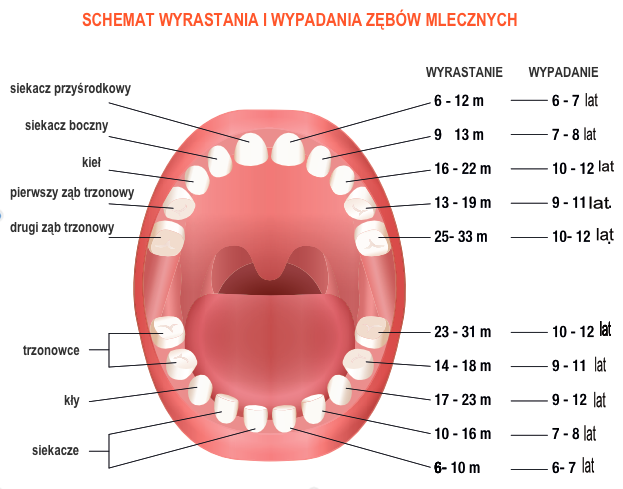 SCHEMAT WYRASTANIA I WYPADANIA ZĘBÓW MLECZNYCH
WYRASTANIE WYPADANIE
siekacz przyśrodkowy 6 - 12 m 6 - 7 lat
siekacz boczny 9 13 m 7 - 8 lat
kieł 16 - 22 m 10 - 12 lat
pierwszy ząb trzonowy 13 - 19 m 9 - 11 lat
drugi ząb trzonowy 25- 33 m 10- 12 lat
23 - 31 m 10 - 12 lat
trzonowce
14 - 18 m 9 - 11 lat
kły 17 - 23 m 9 - 12 lat
10 - 16 m 7 - 8 lat
siekacze
6- 10 m 6- 7 lat